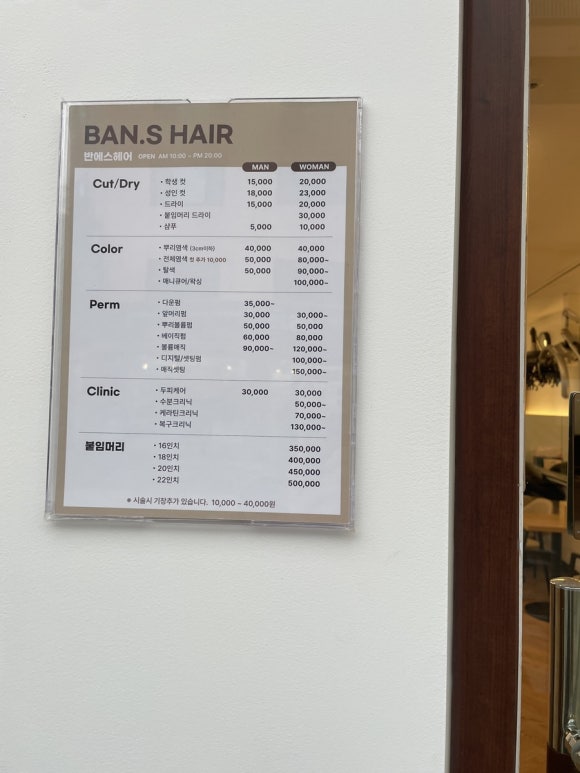 BAN.S HAIR
반에스헤어 OPEN AM 10:00 ~ PM 20:00
MAN WOMAN
Cut/Dry • 학생 컷 15,000 20,000
• 성인 컷 18,000 23,000
• 드라이 15,000 20,000
• 붙임머리 드라이 30,000
• 샴푸 5,000 10,000
Color • 뿌리염색 (3cm이하) 40,000 40,000
• 전체염색 컷 추가 10,000 50,000 80,000~
• 탈색 50,000 90,000~
• 매니큐어/왁싱 100,000~
Perm • 다운펌 35,000~
• 앞머리펌 30,000 30,000~
• 뿌리볼륨펌 50,000 50,000
• 베이직펌 60,000 80,000
• 볼륨매직 90,000~ 120,000~
• 디지털/셋팅펌 100,000~
• 매직셋팅 150,000~
Clinic • 두피케어 30,000 30,000
• 수분크리닉 50,000~
• 케라틴크리닉 70,000~
• 복구크리닉 130,000~
붙임머리 • 16인치 350,000
• 18인치 400,000
• 20인치 450,000
• 22인치 500,000
※ 시술시 기장추가 있습니다. 10,000 ~ 40,000원